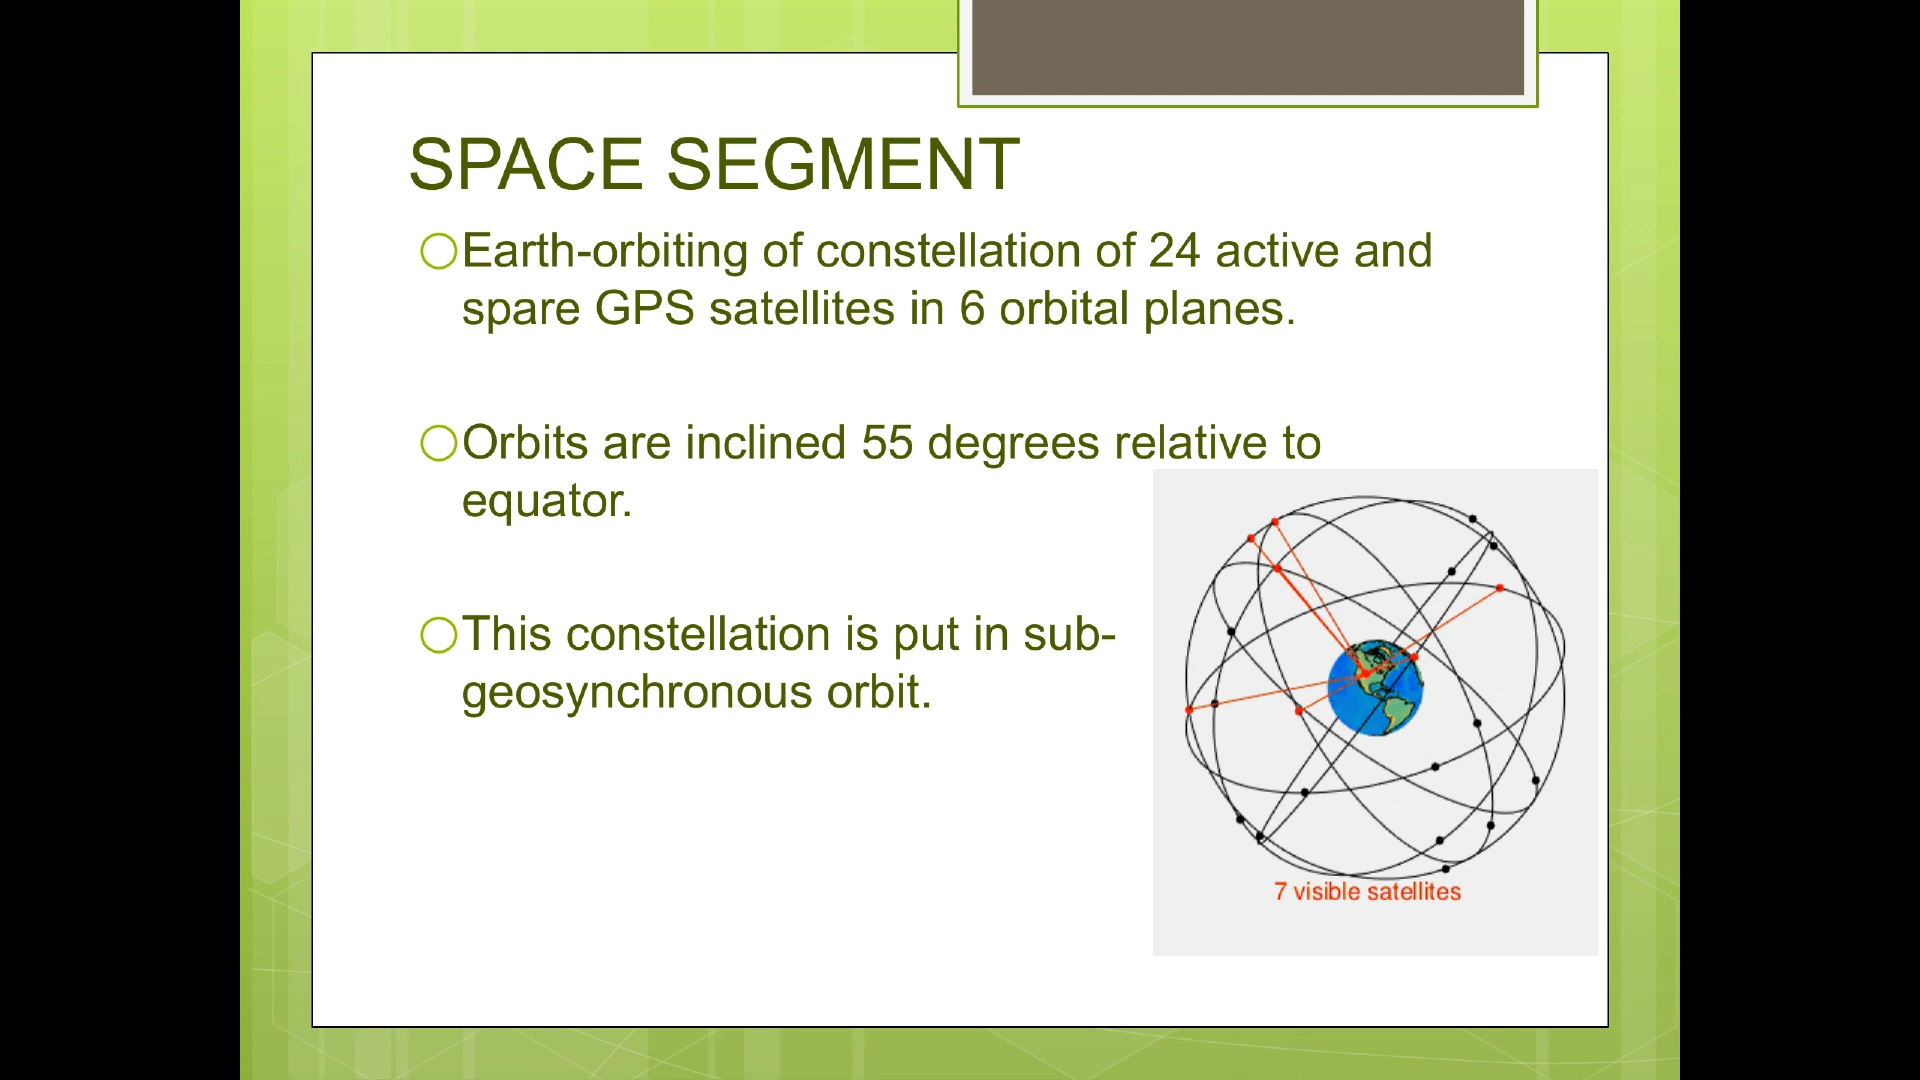 SPACE SEGMENT
Earth-orbiting of constellation of 24 active and
spare GPS satellites in 6 orbital planes.
Orbits are inclined 55 degrees relative to
equator.
This constellation is put in sub-
geosynchronous orbit.
7 visible satellites